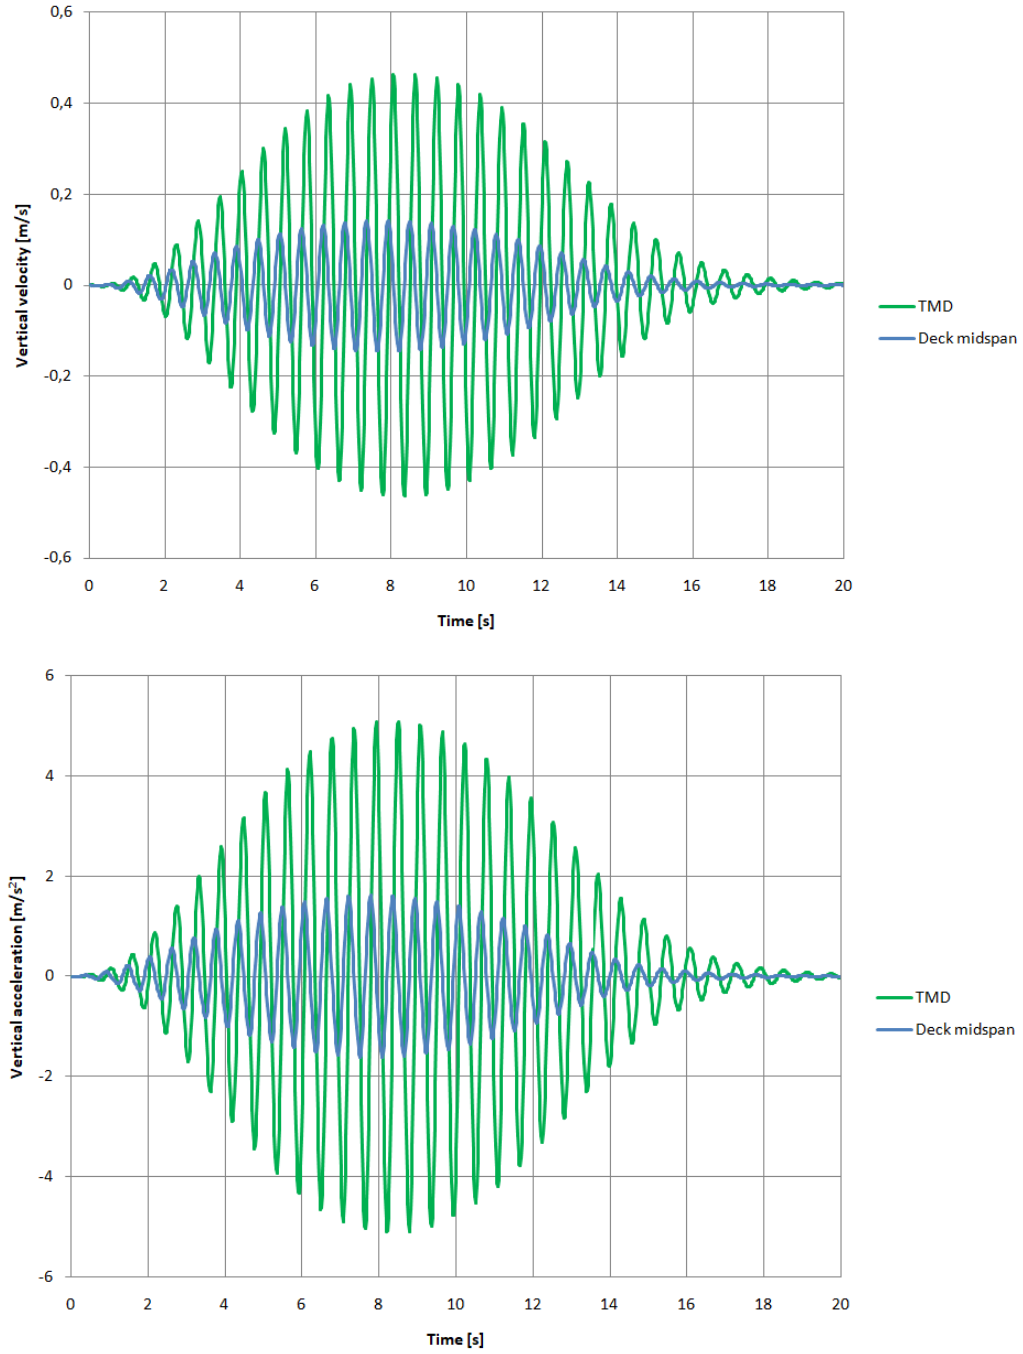 0,6
0,4
0,2
0
-0,2
-0,4
-0,6
Vertical velocity [m/s]
0 2 4 6 8 10 12 14 16 18 20
Time [s]
TMD
Deck midspan
6
4
2
0
-2
-4
-6
Vertical acceleration [m/s²]
0 2 4 6 8 10 12 14 16 18 20
Time [s]
TMD
Deck midspan